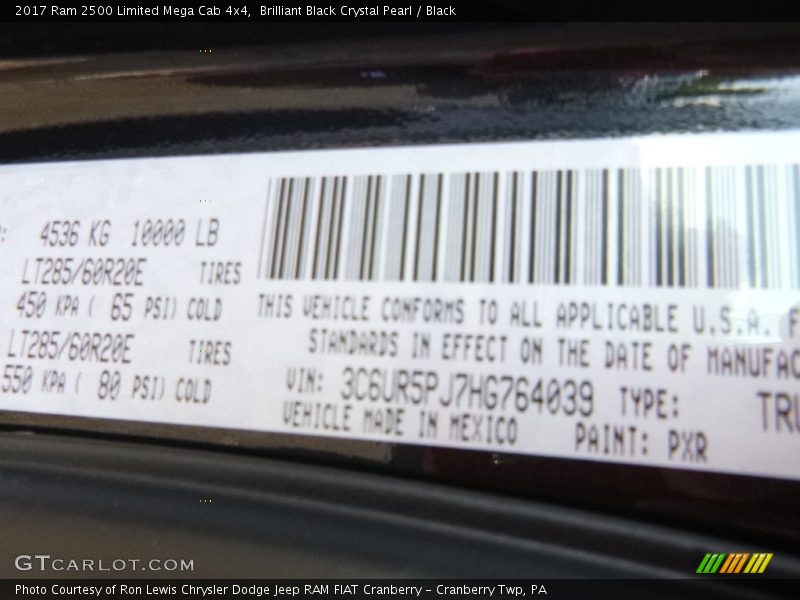 2017 Ram 2500 Limited Mega Cab 4x4, Brilliant Black Crystal Pearl / Black
4536 KG 10000 LB
LT285/60R20E TIRES
450 KPA ( 65 PSI) COLD
LT285/60R20E TIRES
550 KPA ( 80 PSI) COLD
THIS VEHICLE CONFORMS TO ALL APPLICABLE U.S.A. F
STANDARDS IN EFFECT ON THE DATE OF MANUFAC
VIN: 3C6UR5PJ7HG764039 TYPE: TRU
VEHICLE MADE IN MEXICO PAINT: PXR
GTCARLOT.COM
Photo Courtesy of Ron Lewis Chrysler Dodge Jeep RAM FIAT Cranberry – Cranberry Twp, PA